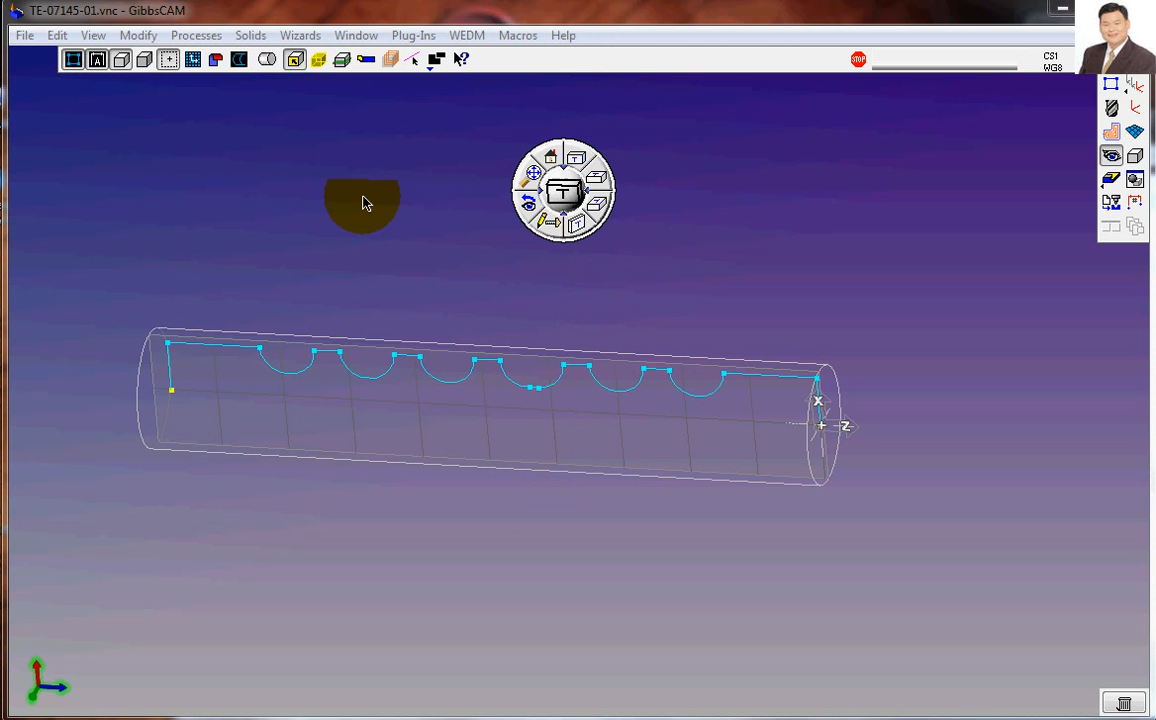 TE-07145-01.vnc - GibbsCAM
File Edit View Modify Processes Solids Wizards Window Plug-Ins WEDM Macros Help
STOP
CS1
WG8
T
X
Z